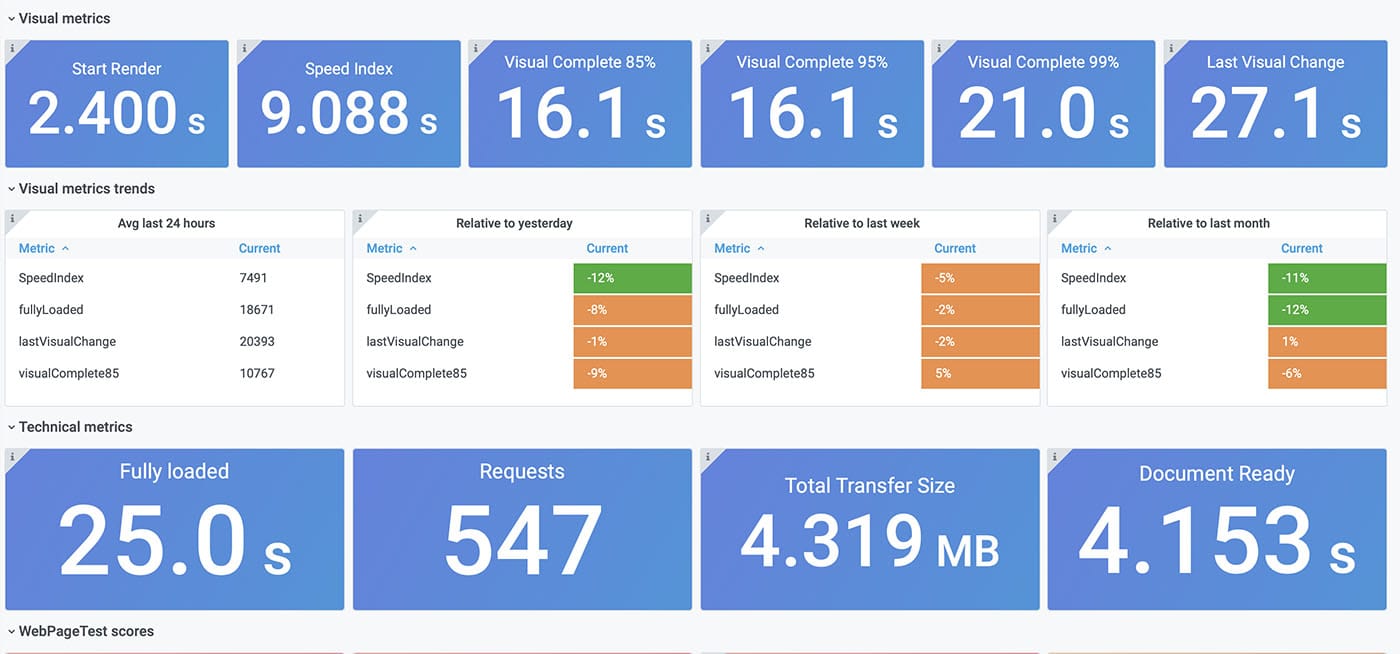 Visual metrics
Start Render
2.400 s
Speed Index
9.088 s
Visual Complete 85%
16.1 s
Visual Complete 95%
16.1 s
Visual Complete 99%
21.0 s
Last Visual Change
27.1 s
Visual metrics trends
Avg last 24 hours
Metric Current
SpeedIndex 7491
fullyLoaded 18671
lastVisualChange 20393
visualComplete85 10767
Relative to yesterday
Metric Current
SpeedIndex -12%
fullyLoaded -8%
lastVisualChange -1%
visualComplete85 -9%
Relative to last week
Metric Current
SpeedIndex -5%
fullyLoaded -2%
lastVisualChange -2%
visualComplete85 5%
Relative to last month
Metric Current
SpeedIndex -11%
fullyLoaded -12%
lastVisualChange 1%
visualComplete85 -6%
Technical metrics
Fully loaded
25.0 s
Requests
547
Total Transfer Size
4.319 MB
Document Ready
4.153 s
WebPageTest scores